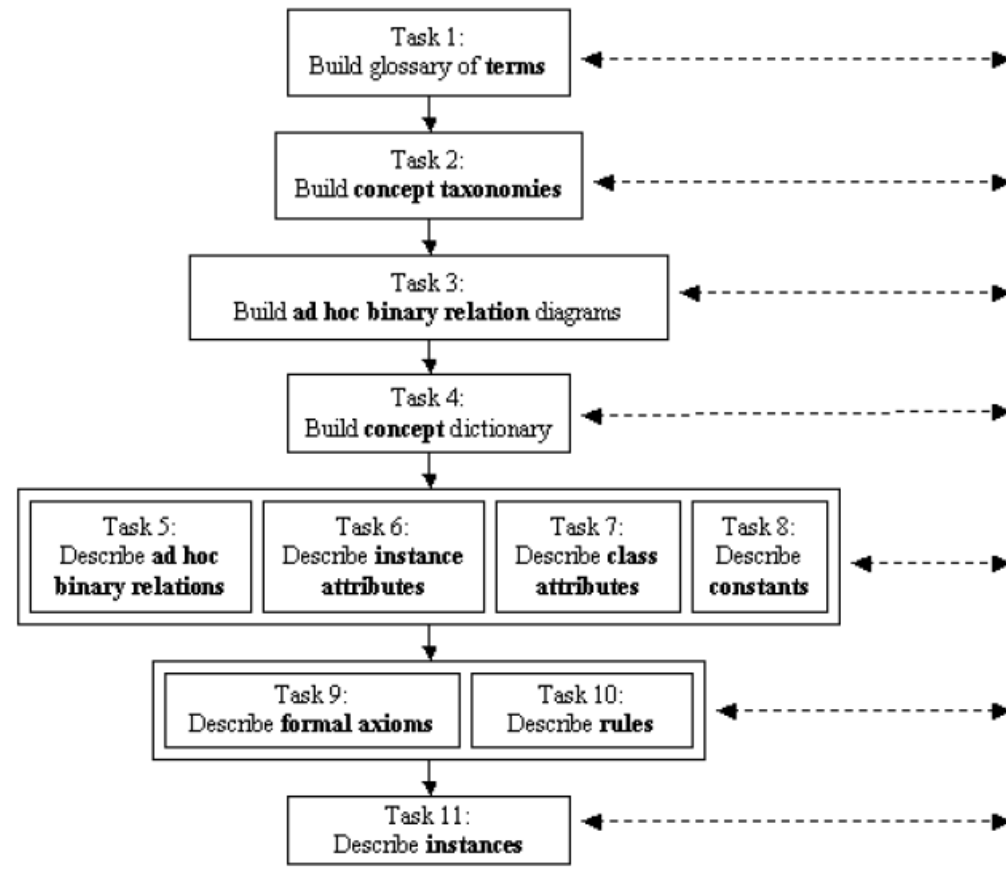 Task 1:
Build glossary of terms
Task 2:
Build concept taxonomies
Task 3:
Build ad hoc binary relation diagrams
Task 4:
Build concept dictionary
Task 5:
Describe ad hoc
binary relations
Task 6:
Describe instance
attributes
Task 7:
Describe class
attributes
Task 8:
Describe
constants
Task 9:
Describe formal axioms
Task 10:
Describe rules
Task 11:
Describe instances